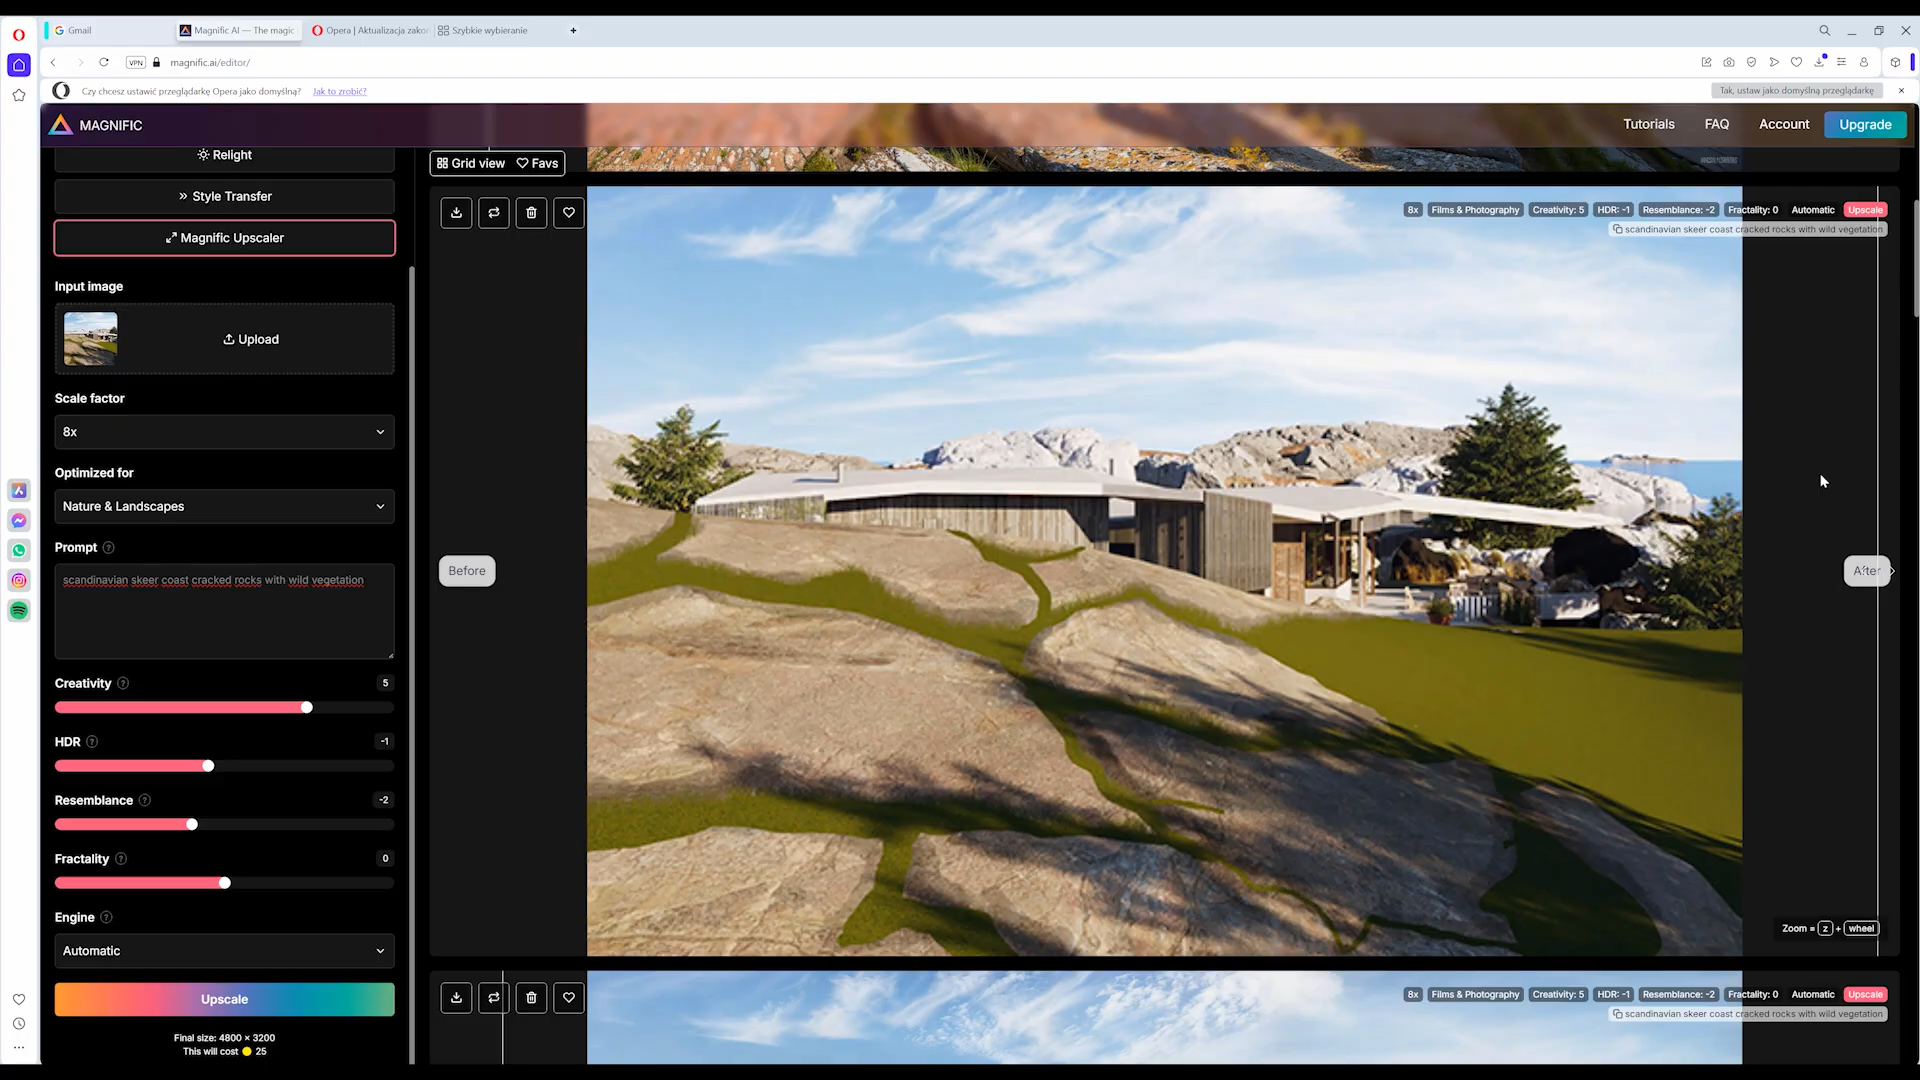 Gmail
Magnific AI — The magic
Opera | Aktualizacja zakoń
Szybkie wybieranie
VPN
magnific.ai/editor/
Czy chcesz ustawić przeglądarkę Opera jako domyślną?
Jak to zrobić?
Tak, ustaw jako domyślną przeglądarkę
MAGNIFIC
Tutorials
FAQ
Account
Upgrade
Relight
Style Transfer
Magnific Upscaler
Input image
Upload
Scale factor
8x
Optimized for
Nature & Landscapes
Prompt
scandinavian skeer coast cracked rocks with wild vegetation
Creativity
5
HDR
-1
Resemblance
-2
Fractality
0
Engine
Automatic
Upscale
Final size: 4800 × 3200
This will cost 25
Grid view
Favs
8x
Films & Photography
Creativity: 5
HDR: -1
Resemblance: -2
Fractality: 0
Automatic
Upscale
scandinavian skeer coast cracked rocks with wild vegetation
Before
After
Zoom = z + wheel
8x
Films & Photography
Creativity: 5
HDR: -1
Resemblance: -2
Fractality: 0
Automatic
Upscale
scandinavian skeer coast cracked rocks with wild vegetation